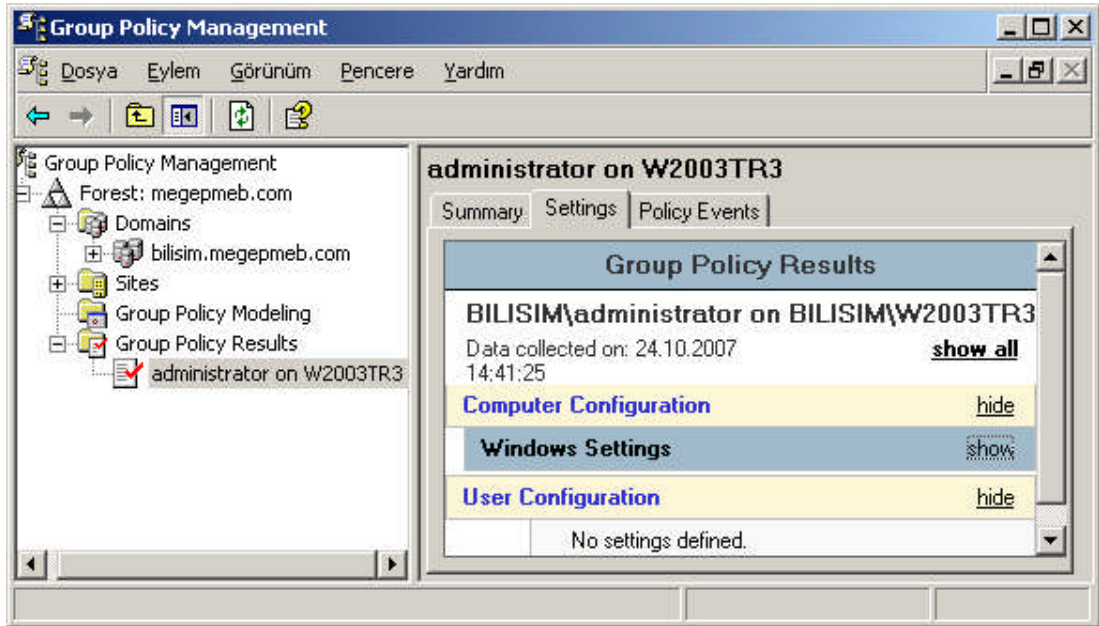 Group Policy Management
Dosya Eylem Görünüm Pencere Yardım
Group Policy Management
Forest: megepmeb.com
Domains
bilisim.megepmeb.com
Sites
Group Policy Modeling
Group Policy Results
administrator on W2003TR3
administrator on W2003TR3
Summary Settings Policy Events
Group Policy Results
BILISIM\administrator on BILISIM\W2003TR3
Data collected on: 24.10.2007 show all
14:41:25
Computer Configuration hide
Windows Settings show
User Configuration hide
No settings defined.